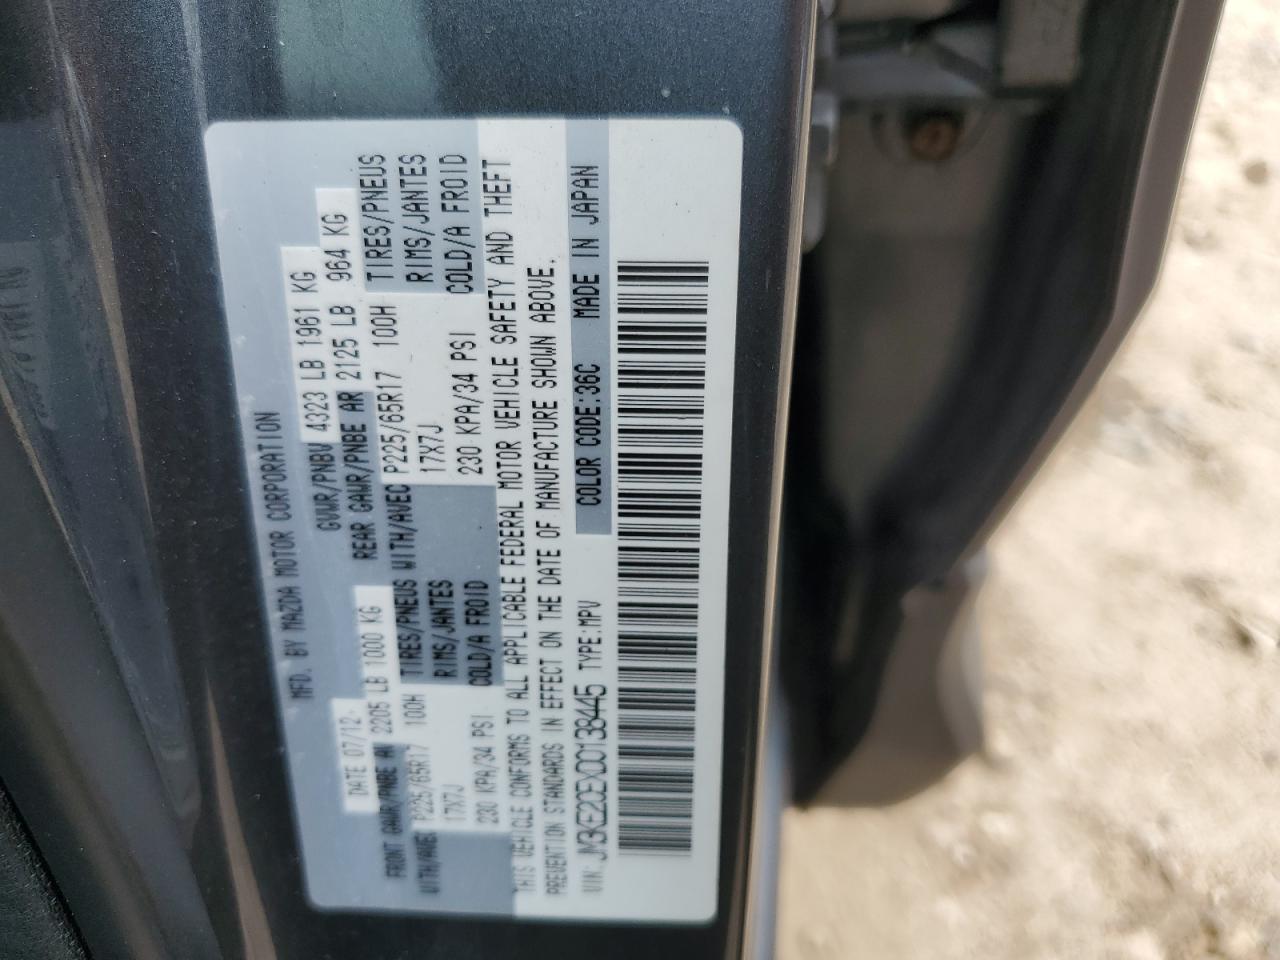 MFD. BY MAZDA MOTOR CORPORATION
DATE 07/12 GVWR/PNBV 4323 LB 1961 KG
FRONT GAWR/PNBE AV 2205 LB 1000 KG REAR GAWR/PNBE AR 2125 LB 964 KG
WITH/AVEC P225/65R17 100H TIRES/PNEUS WITH/AVEC P225/65R17 100H TIRES/PNEUS
17X7J RIMS/JANTES 17X7J RIMS/JANTES
230 KPA/34 PSI COLD/A FROID 230 KPA/34 PSI COLD/A FROID
THIS VEHICLE CONFORMS TO ALL APPLICABLE FEDERAL MOTOR VEHICLE SAFETY AND THEFT
PREVENTION STANDARDS IN EFFECT ON THE DATE OF MANUFACTURE SHOWN ABOVE.
VIN: TYPE:MPV COLOR CODE:36C MADE IN JAPAN